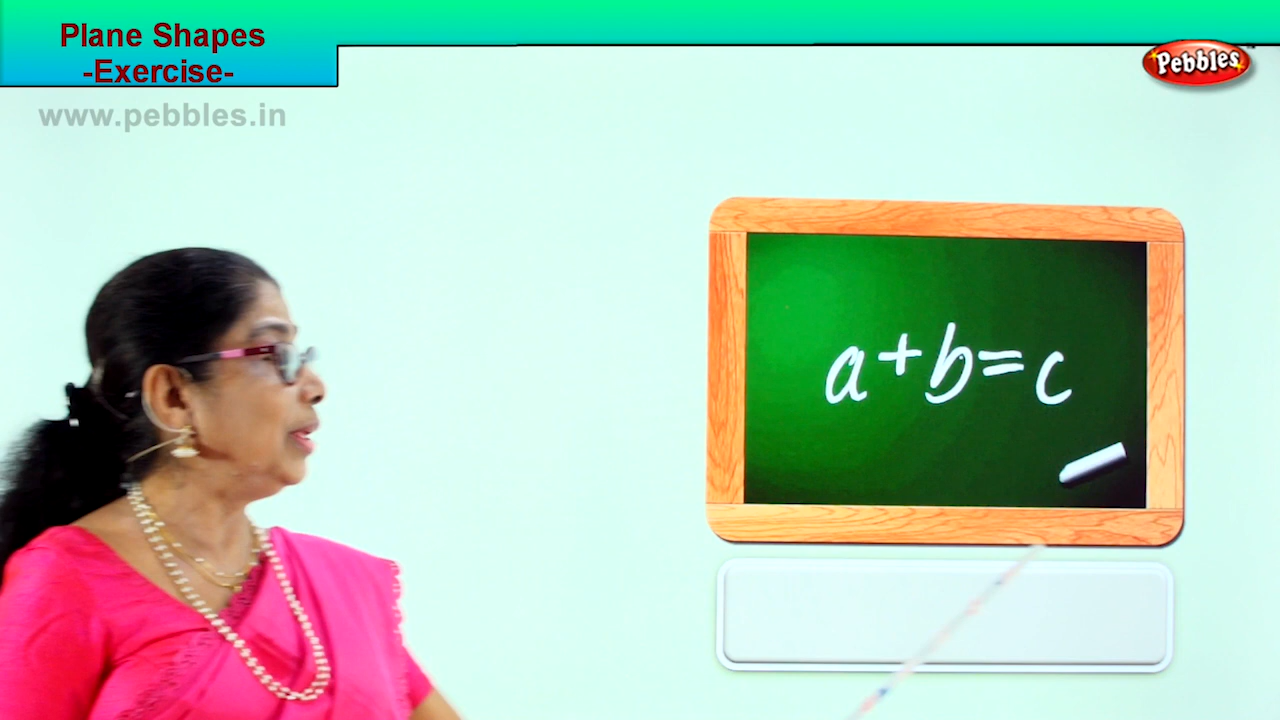 Plane Shapes
-Exercise-
www.pebbles.in
Pebbles
a+b=c